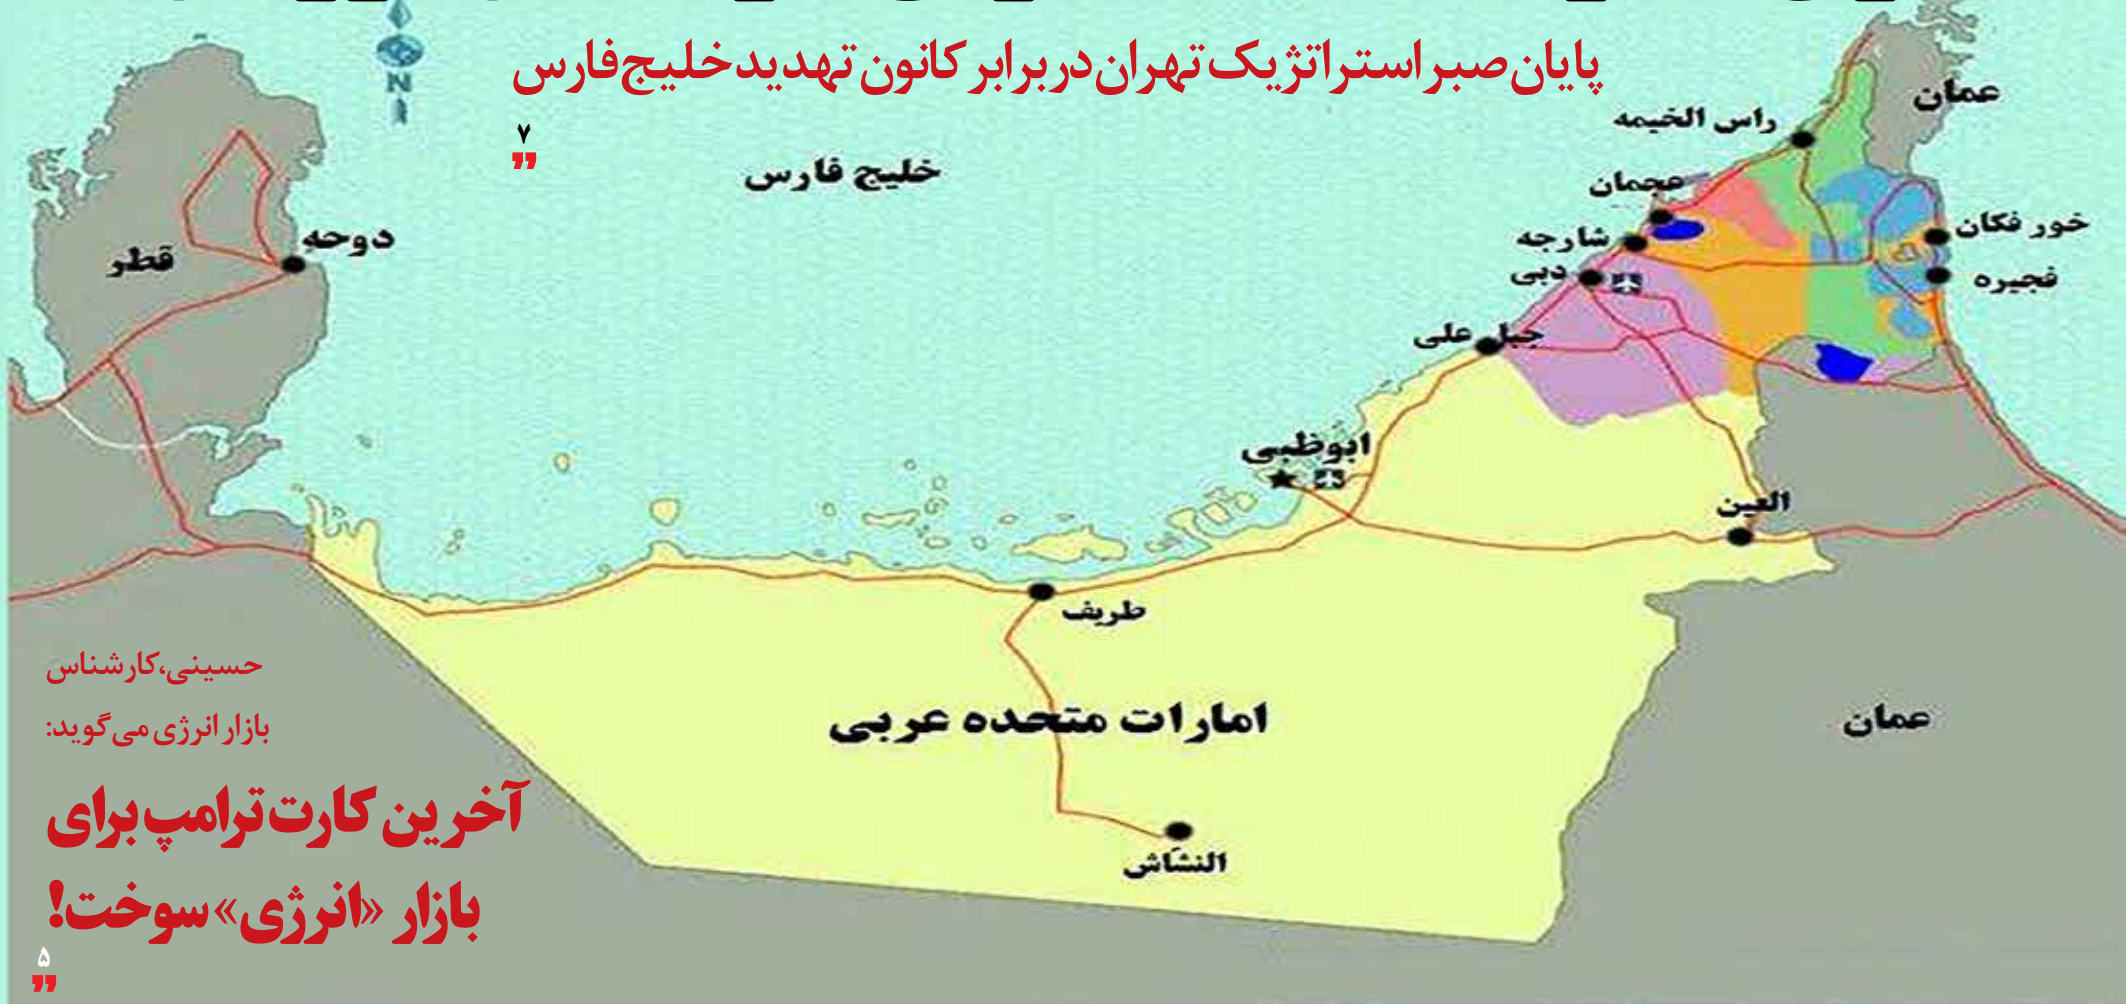 پایان صبر استراتژیک تهران در برابر کانون تهدید خلیج‌فارس
۷
N
عمان
راس الخیمه
خلیج فارس
عجمان
خور فکان
شارجه
دوحه
قطر
دبی
فجیره
جبل علی
ابوظبی
العین
طریف
حسینی،کارشناس
بازار انرژی می‌گوید:
آخرین کارت ترامپ برای
بازار «انرژی» سوخت!
۵
امارات متحده عربی
عمان
النشاش